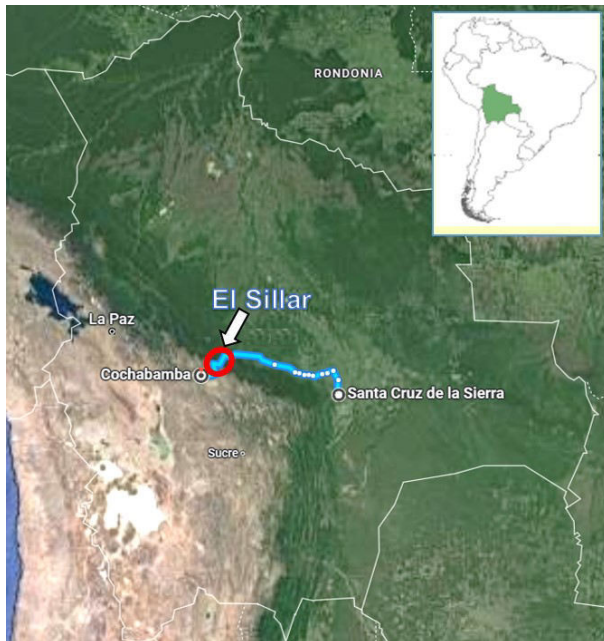 RONDONIA
El Sillar
La Paz
Cochabamba
Santa Cruz de la Sierra
Sucre